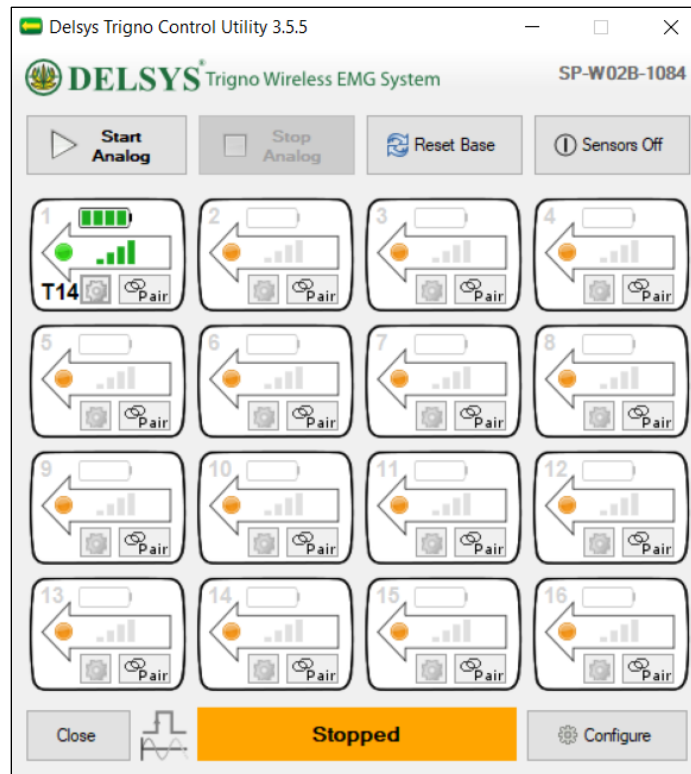 Delsys Trigno Control Utility 3.5.5
DELSYS® Trigno Wireless EMG System
SP-W02B-1084
Start
Analog
Stop
Analog
Reset Base
Sensors Off
1
T14
Pair
2
Pair
3
Pair
4
Pair
5
Pair
6
Pair
7
Pair
8
Pair
9
Pair
10
Pair
11
Pair
12
Pair
13
Pair
14
Pair
15
Pair
16
Pair
Close
Stopped
Configure